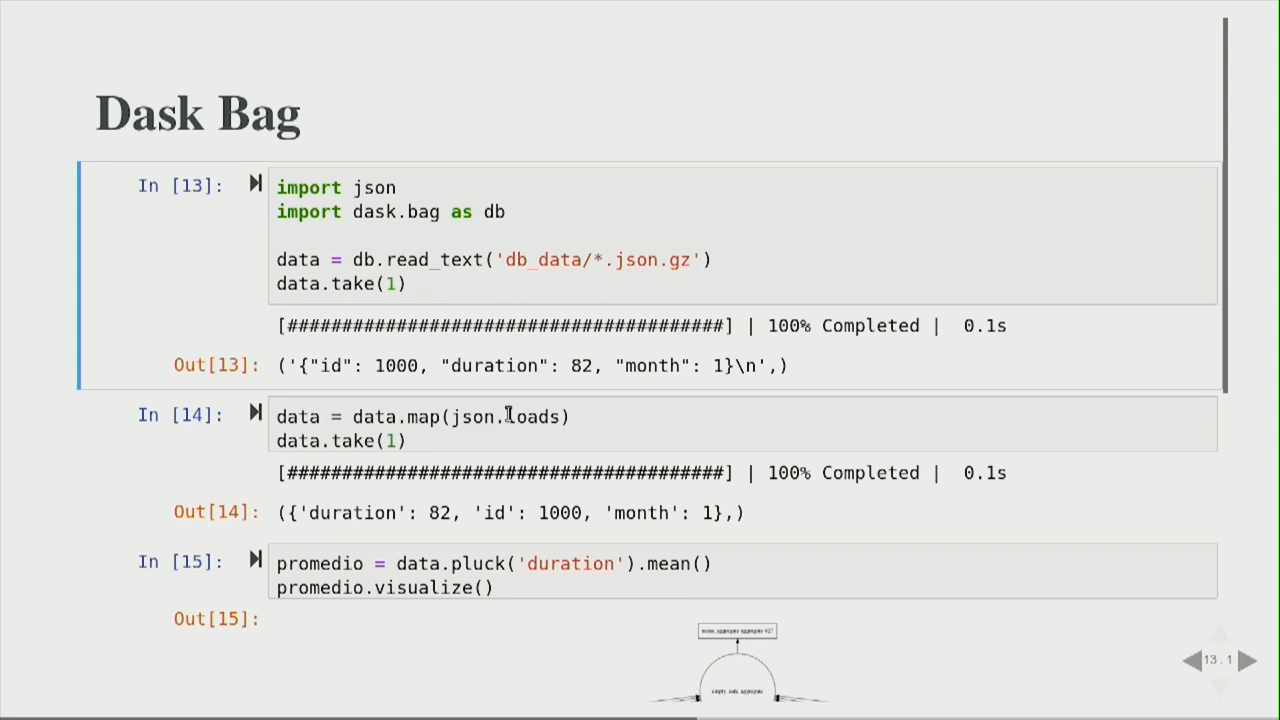 Dask Bag
In [13]:
import json
import dask.bag as db
data = db.read_text('db_data/*.json.gz')
data.take(1)
[########################################] | 100% Completed |  0.1s
Out[13]: ('{"id": 1000, "duration": 82, "month": 1}\n',)
In [14]:
data = data.map(json.loads)
data.take(1)
[########################################] | 100% Completed |  0.1s
Out[14]: ({'duration': 82, 'id': 1000, 'month': 1},)
In [15]:
promedio = data.pluck('duration').mean()
promedio.visualize()
Out[15]:
13.1